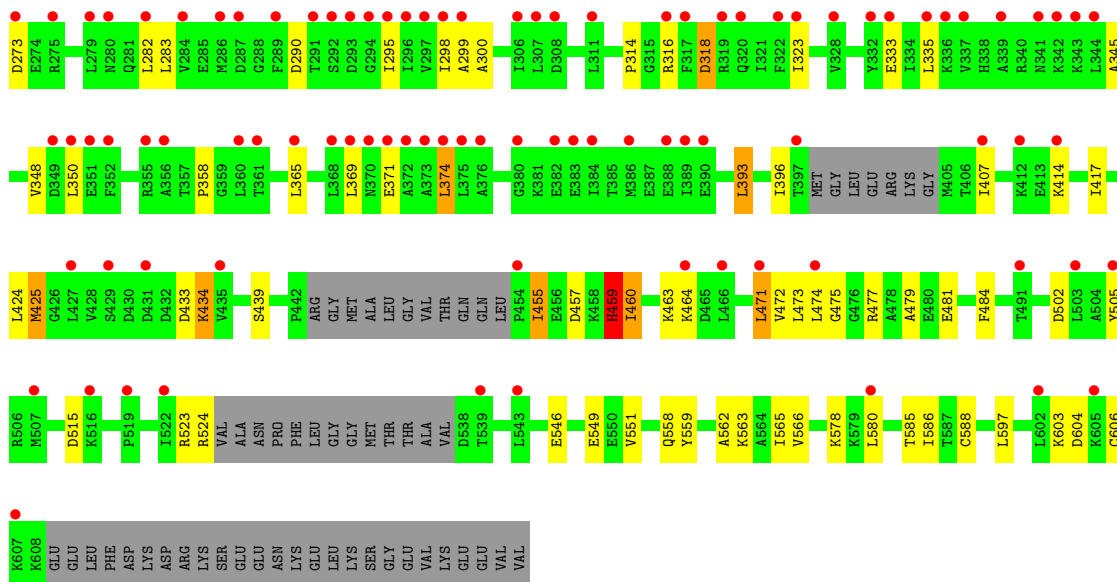 D273 E274 R275 L279 N280 Q281 L282 L283 V284 E285 M286 D287 G288 F289 D290 T291 S292 D293 G294 I295 I296 V297 I298 A299 A300 I306 L307 D308 L311 P314 G315 R316 F317 D318 R319 Q320 I321 F322 I323 V328 Y332 E333 I334 L335 K336 V337 H338 A339 R340 N341 K342 K343 L344 A345
V348 D349 L350 E351 F352 R355 A356 T357 P358 G359 L360 T361 L365 L368 L369 N370 E371 A372 A373 L374 L375 A376 G380 K381 E382 E383 I384 T385 M386 E387 E388 I389 E390 L393 I396 T397 MET GLY LEU GLU ARG LYS GLY M405 T406 I407 K412 E413 K414 I417
L424 M425 G426 L427 V428 S429 D430 D431 D432 D433 K434 V435 S439 P442 ARG GLY MET ALA LEU GLY VAL THR GLN GLN LEU P454 I455 E456 D457 K458 H459 I460 K463 K464 D465 L466 L471 V472 L473 L474 G475 G476 R477 A478 A479 E480 E481 F484 T491 D502 L503 A504 Y505
R506 M507 D515 K516 P519 I522 R523 R524 VAL ALA ASN PRO PHE LEU GLY GLY MET THR THR ALA VAL D538 T539 L543 E546 E549 E550 V551 Q558 Y559 A562 K563 A564 I565 V566 K578 K579 L580 T585 I586 T587 C588 L597 L602 K603 D604 K605 C606
K607 K608 GLU GLU LEU PHE ASP LYS ASP ARG LYS SER GLU GLU ASN LYS GLU LEU LYS SER GLY GLU VAL LYS GLU GLU VAL VAL